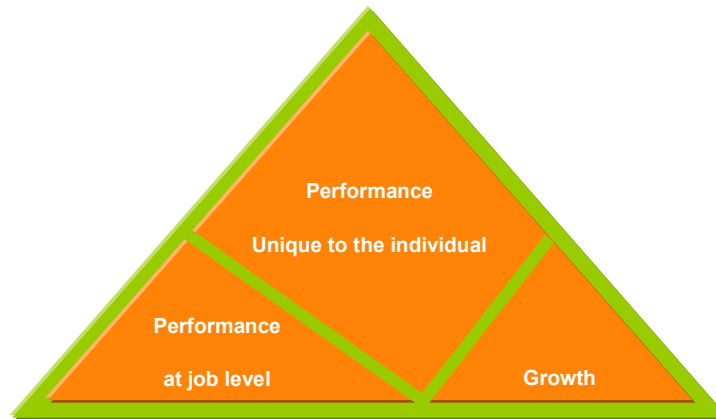 Performance
Unique to the individual
Performance
at job level
Growth